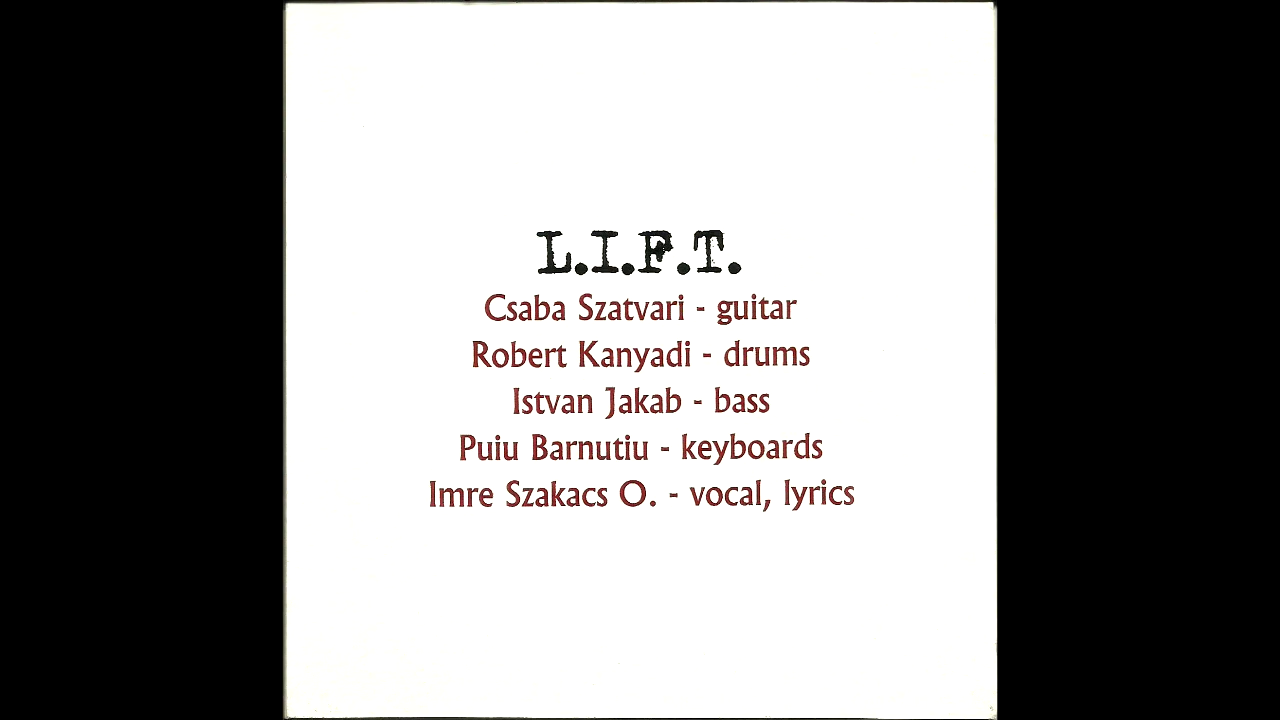 L.I.F.T.
Csaba Szatvari - guitar
Robert Kanyadi - drums
Istvan Jakab - bass
Puiu Barnutiu - keyboards
Imre Szakacs O. - vocal, lyrics